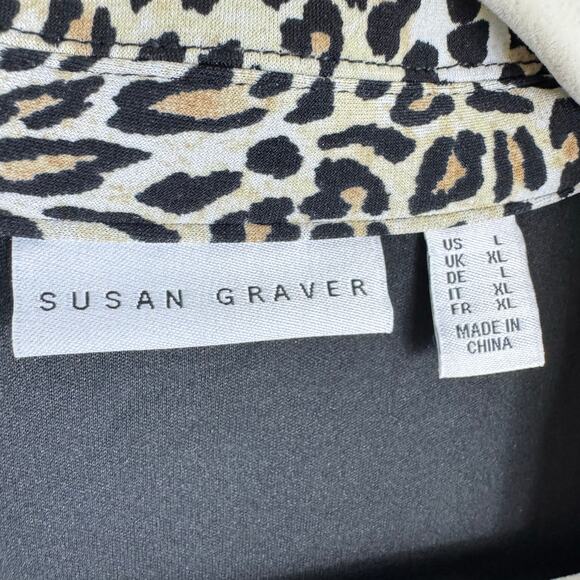 SUSAN GRAVER
US L
UK XL
DE L
IT XL
FR XL
MADE IN
CHINA